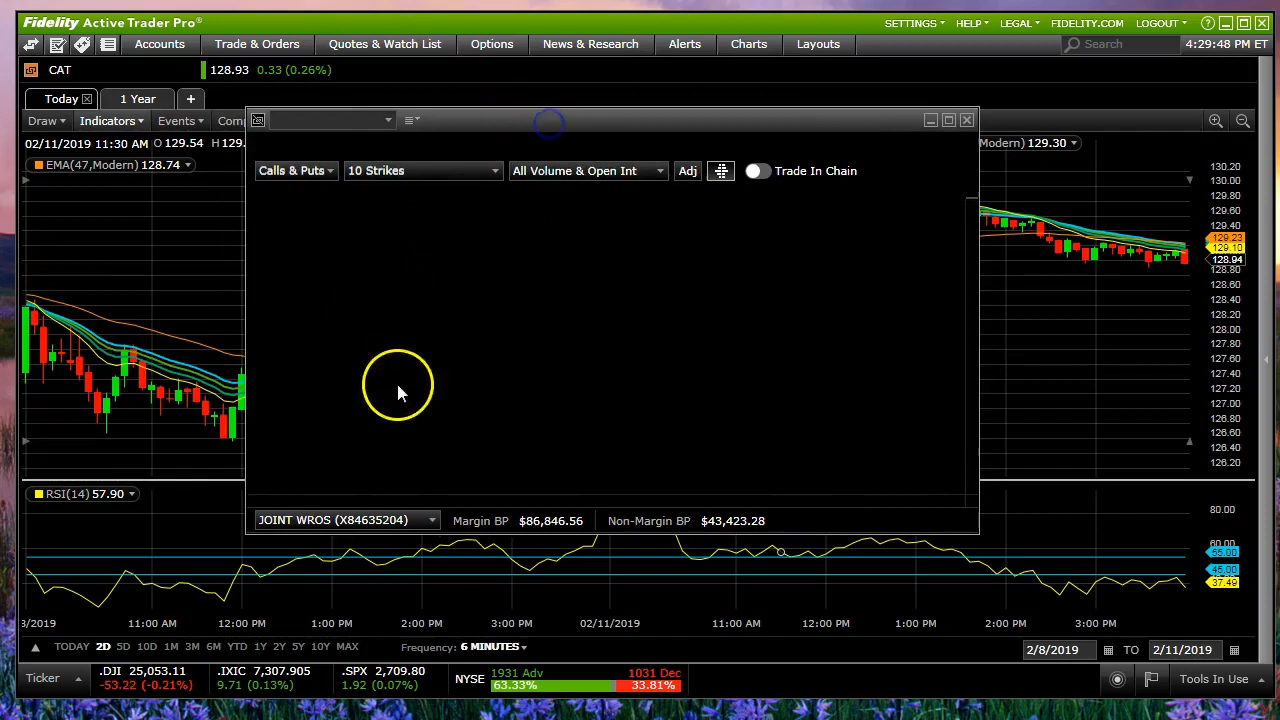 Fidelity Active Trader Pro®
SETTINGS HELP LEGAL FIDELITY.COM LOGOUT ?
Accounts Trade & Orders Quotes & Watch List Options News & Research Alerts Charts Layouts Search 4:29:48 PM ET
CAT 128.93 0.33 (0.26%)
Today 1 Year +
Draw Indicators Events Com
02/11/2019 11:30 AM O 129.54 H 129.
EMA(47,Modern) 128.74
Modern) 129.30
Calls & Puts 10 Strikes All Volume & Open Int Adj Trade In Chain
130.20
130.00
129.80
129.60
129.40
129.23
129.10
128.94
128.80
128.60
128.40
128.20
128.00
127.80
127.60
127.40
127.20
127.00
126.80
126.60
126.40
126.20
JOINT WROS (X84635204) Margin BP $86,846.56 Non-Margin BP $43,423.28
RSI(14) 57.90
80.00
60.00
55.00
45.00
37.49
3/2019 11:00 AM 12:00 PM 1:00 PM 2:00 PM 3:00 PM 02/11/2019 11:00 AM 12:00 PM 1:00 PM 2:00 PM 3:00 PM
TODAY 2D 5D 10D 1M 3M 6M YTD 1Y 2Y 5Y 10Y MAX Frequency: 6 MINUTES 2/8/2019 TO 2/11/2019
Ticker .DJI 25,053.11 .IXIC 7,307.905 .SPX 2,709.80 NYSE 1931 Adv 1031 Dec Tools In Use
-53.22 (-0.21%) 9.71 (0.13%) 1.92 (0.07%) 63.33% 33.81%